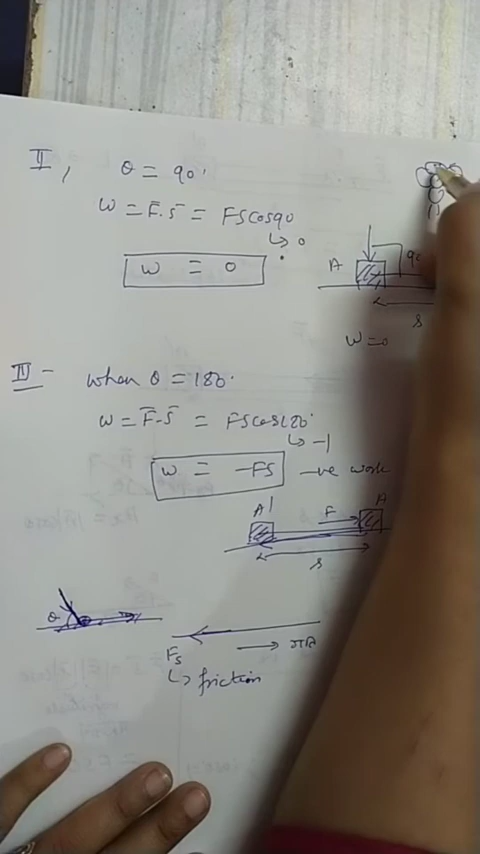 II, θ = 90°
W = F̄.S̄ = FScos90
↳ 0
W = 0
A
90
S
W=0
III - when θ = 180°
W = F̄.S̄ = FScos180°
↳ -1
W = -FS -ve work
A' F A
S
θ
Fs
↳ friction